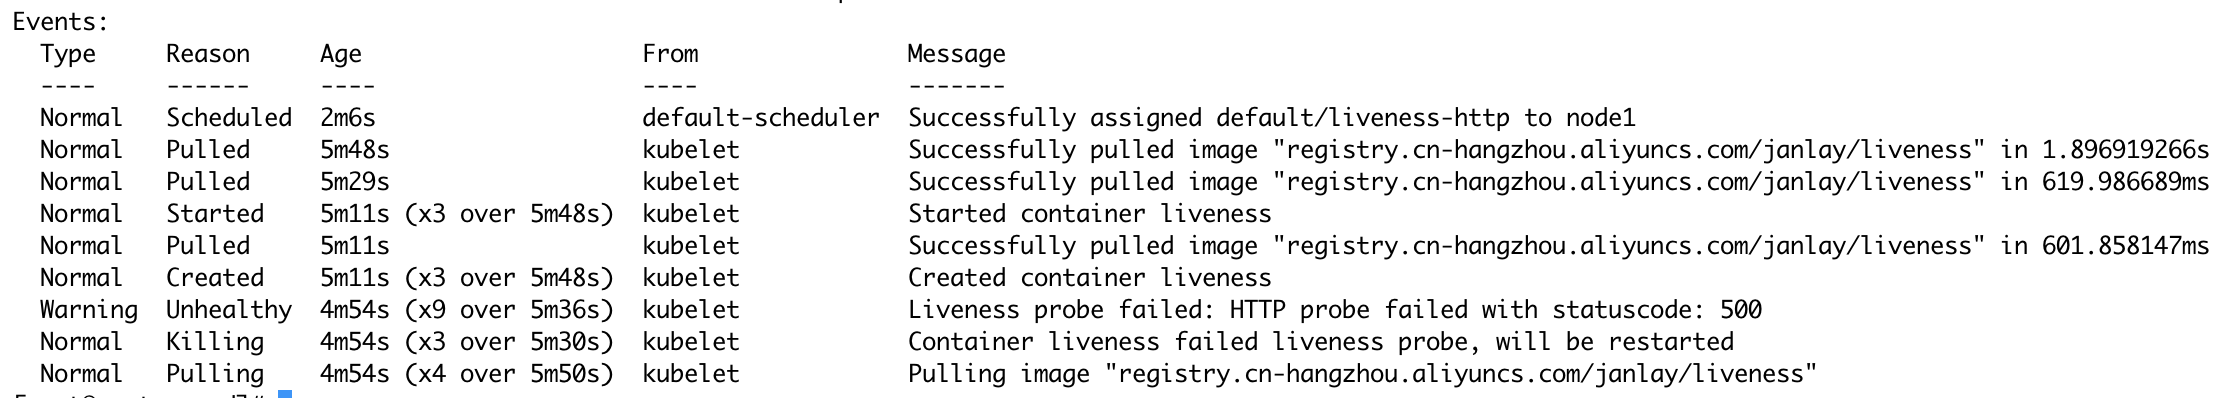 Events:
  Type     Reason     Age                    From               Message
  ----     ------     ----                   ----               -------
  Normal   Scheduled  2m6s                   default-scheduler  Successfully assigned default/liveness-http to node1
  Normal   Pulled     5m48s                  kubelet            Successfully pulled image "registry.cn-hangzhou.aliyuncs.com/janlay/liveness" in 1.896919266s
  Normal   Pulled     5m29s                  kubelet            Successfully pulled image "registry.cn-hangzhou.aliyuncs.com/janlay/liveness" in 619.986689ms
  Normal   Started    5m11s (x3 over 5m48s)  kubelet            Started container liveness
  Normal   Pulled     5m11s                  kubelet            Successfully pulled image "registry.cn-hangzhou.aliyuncs.com/janlay/liveness" in 601.858147ms
  Normal   Created    5m11s (x3 over 5m48s)  kubelet            Created container liveness
  Warning  Unhealthy  4m54s (x9 over 5m36s)  kubelet            Liveness probe failed: HTTP probe failed with statuscode: 500
  Normal   Killing    4m54s (x3 over 5m30s)  kubelet            Container liveness failed liveness probe, will be restarted
  Normal   Pulling    4m54s (x4 over 5m50s)  kubelet            Pulling image "registry.cn-hangzhou.aliyuncs.com/janlay/liveness"